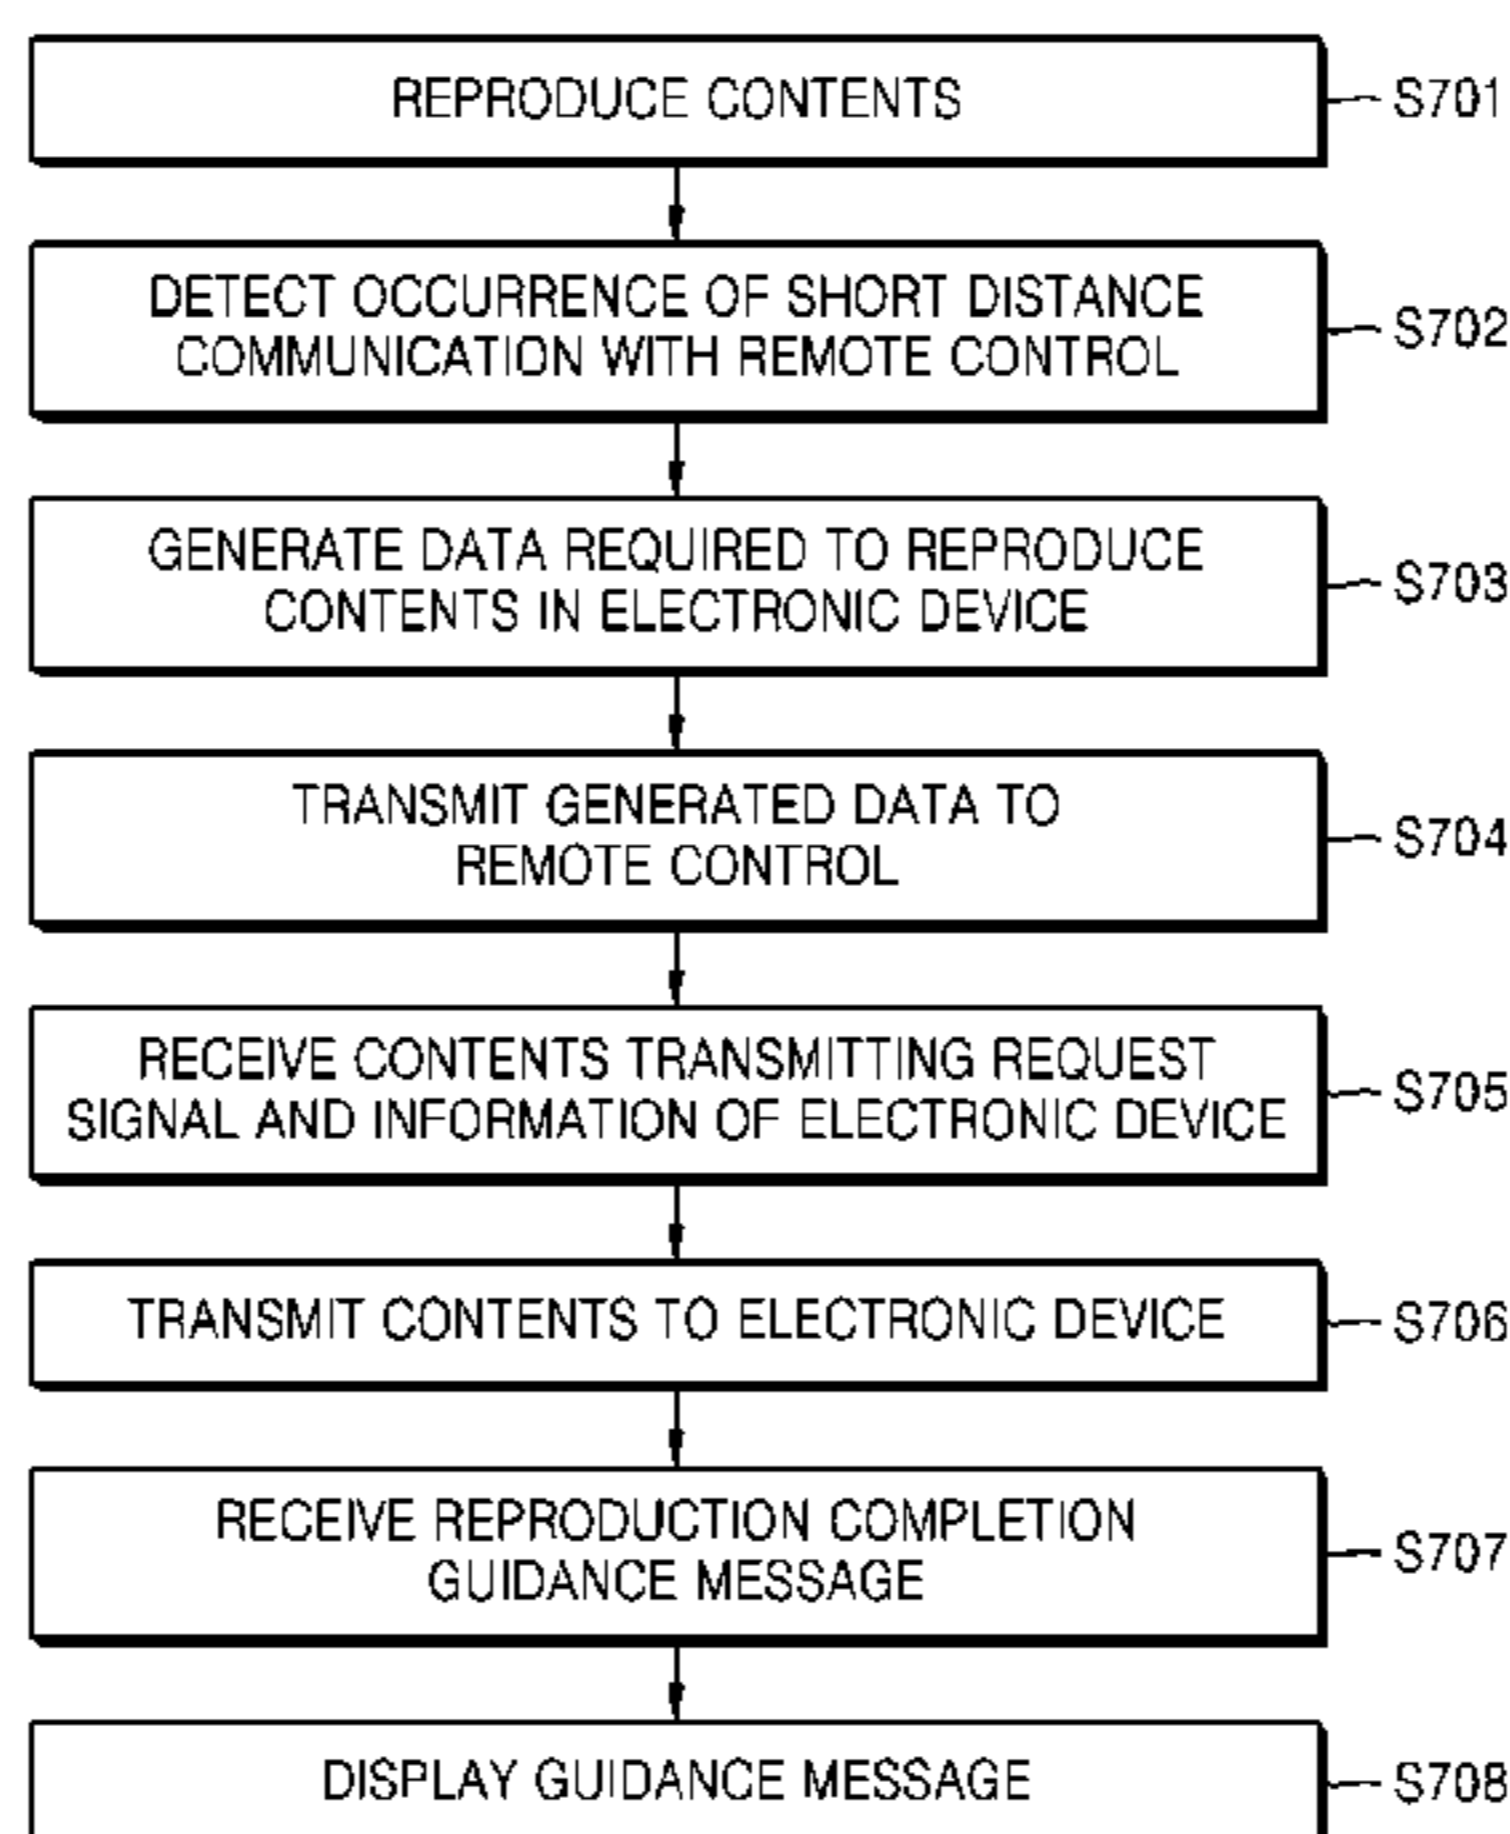 REPRODUCE CONTENTS
S701
DETECT OCCURRENCE OF SHORT DISTANCE
COMMUNICATION WITH REMOTE CONTROL
S702
GENERATE DATA REQUIRED TO REPRODUCE
CONTENTS IN ELECTRONIC DEVICE
S703
TRANSMIT GENERATED DATA TO
REMOTE CONTROL
S704
RECEIVE CONTENTS TRANSMITTING REQUEST
SIGNAL AND INFORMATION OF ELECTRONIC DEVICE
S705
TRANSMIT CONTENTS TO ELECTRONIC DEVICE
S706
RECEIVE REPRODUCTION COMPLETION
GUIDANCE MESSAGE
S707
DISPLAY GUIDANCE MESSAGE
S708